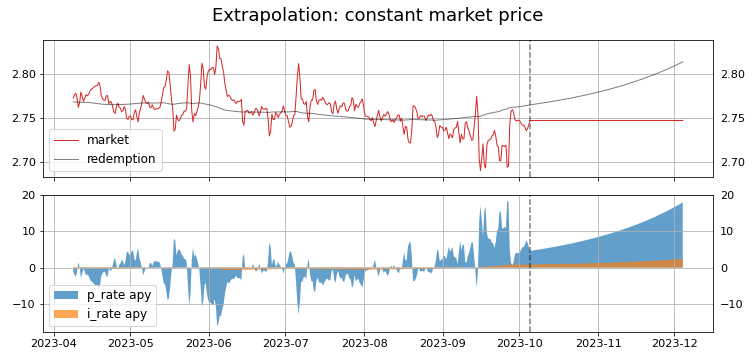 Extrapolation: constant market price
2.80 2.80
2.75 2.75
2.70 2.70
market
redemption
20 20
10 10
0 0
−10 −10
p_rate apy
i_rate apy
2023-04 2023-05 2023-06 2023-07 2023-08 2023-09 2023-10 2023-11 2023-12